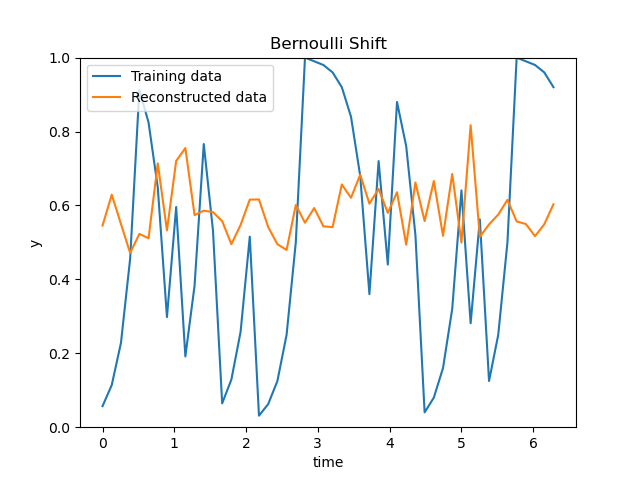 Bernoulli Shift
Training data
Reconstructed data
1.0
0.8
0.6
0.4
0.2
0.0
y
0 1 2 3 4 5 6
time